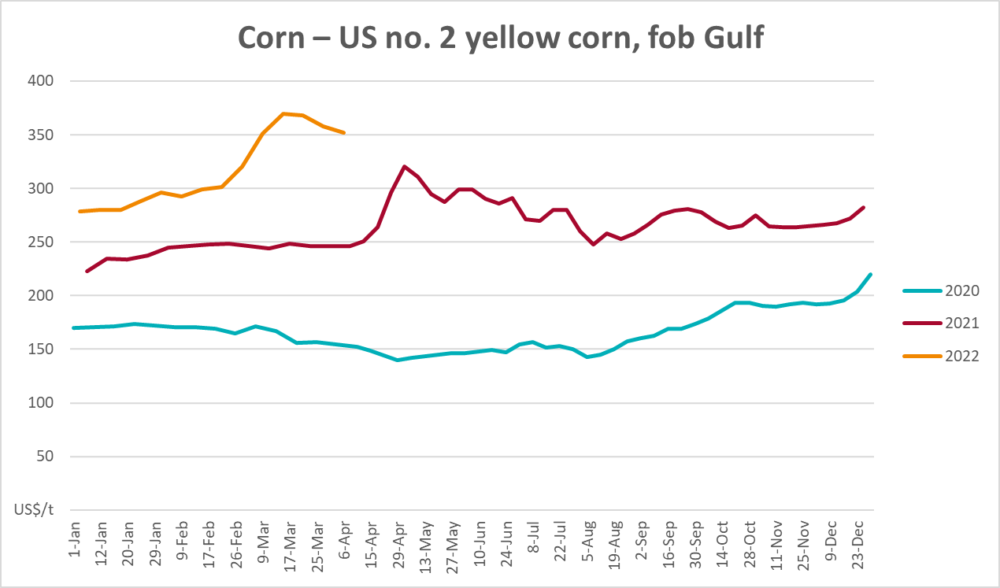 Corn – US no. 2 yellow corn, fob Gulf
400
350
300
250
200
150
100
50
US$/t
2020
2021
2022
1-Jan
12-Jan
20-Jan
29-Jan
9-Feb
17-Feb
26-Feb
9-Mar
17-Mar
25-Mar
6-Apr
15-Apr
29-Apr
13-May
27-May
10-Jun
24-Jun
8-Jul
22-Jul
5-Aug
19-Aug
2-Sep
16-Sep
30-Sep
14-Oct
28-Oct
11-Nov
25-Nov
9-Dec
23-Dec